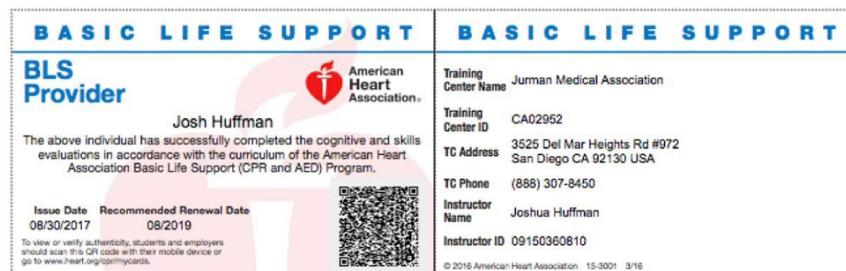 BASIC LIFE SUPPORT
BLS
Provider
American
Heart
Association®
Josh Huffman
The above individual has successfully completed the cognitive and skills
evaluations in accordance with the curriculum of the American Heart
Association Basic Life Support (CPR and AED) Program.
Issue Date Recommended Renewal Date
08/30/2017 08/2019
To view or verify authenticity, students and employers
should scan this QR code with their mobile device or
go to www.heart.org/cpr/mycards.
BASIC LIFE SUPPORT
Training
Center Name Jurman Medical Association
Training
Center ID CA02952
TC Address 3525 Del Mar Heights Rd #972
San Diego CA 92130 USA
TC Phone (888) 307-8450
Instructor
Name Joshua Huffman
Instructor ID 09150360810
© 2016 American Heart Association 15-3001 3/16